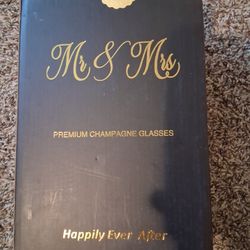 Mr & Mrs
PREMIUM CHAMPAGNE GLASSES
Happily Ever After